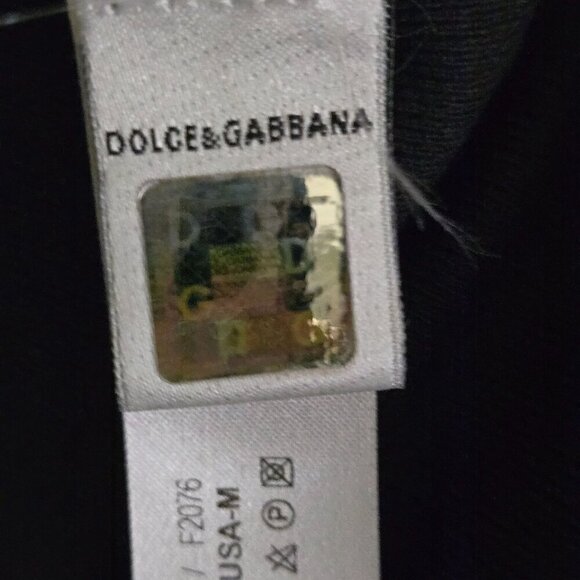 DOLCE&GABBANA
/ F2076
USA-M
P